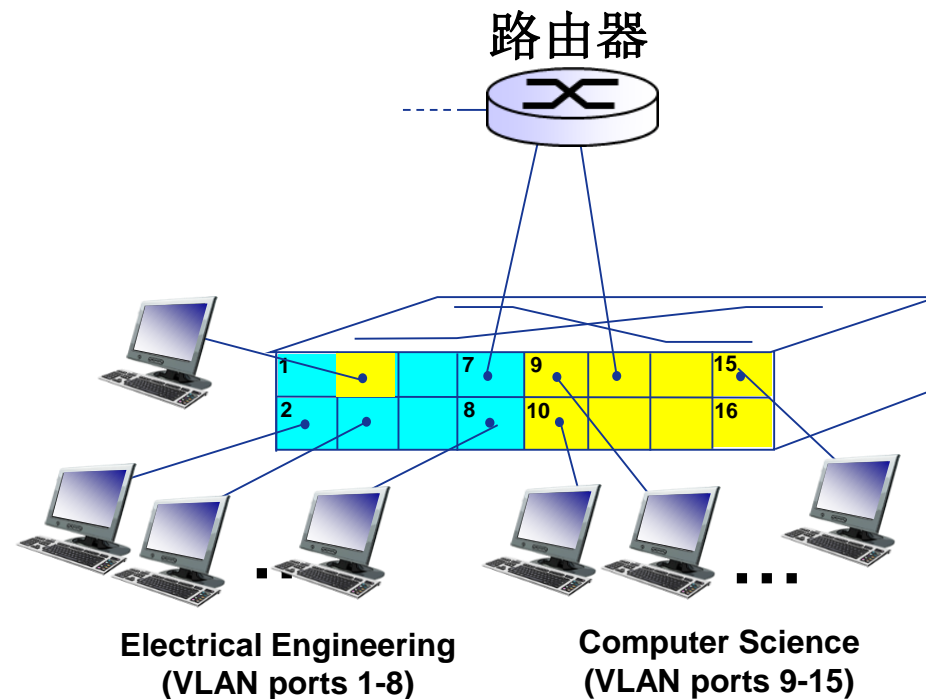 路由器
1 7 9 15
2 8 10 16
... ...
Electrical Engineering
(VLAN ports 1-8)
Computer Science
(VLAN ports 9-15)